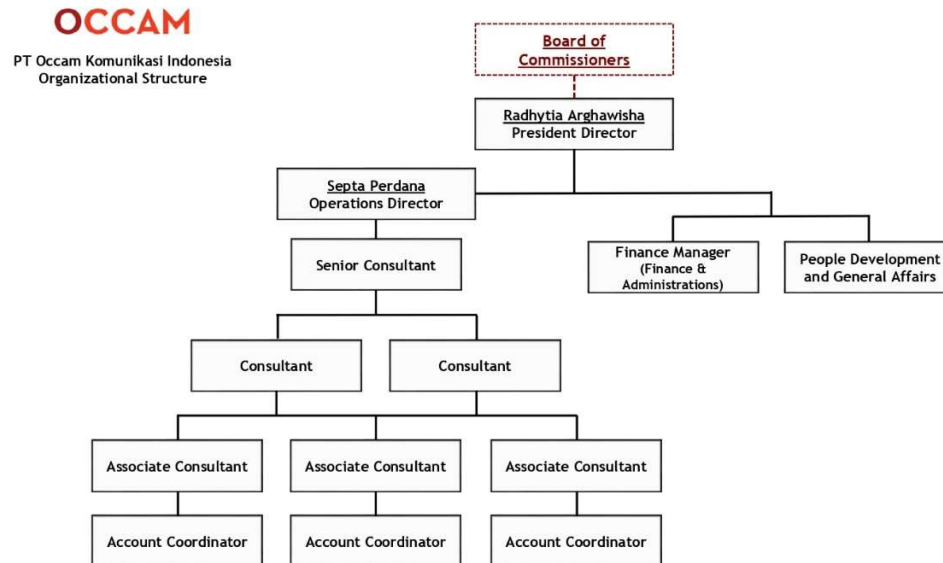 OCCAM
PT Occam Komunikasi Indonesia
Organizational Structure
Board of
Commissioners
Radhytia Arghawisha
President Director
Septa Perdana
Operations Director
Senior Consultant
Finance Manager
(Finance &
Administrations)
People Development
and General Affairs
Consultant
Consultant
Associate Consultant
Associate Consultant
Associate Consultant
Account Coordinator
Account Coordinator
Account Coordinator